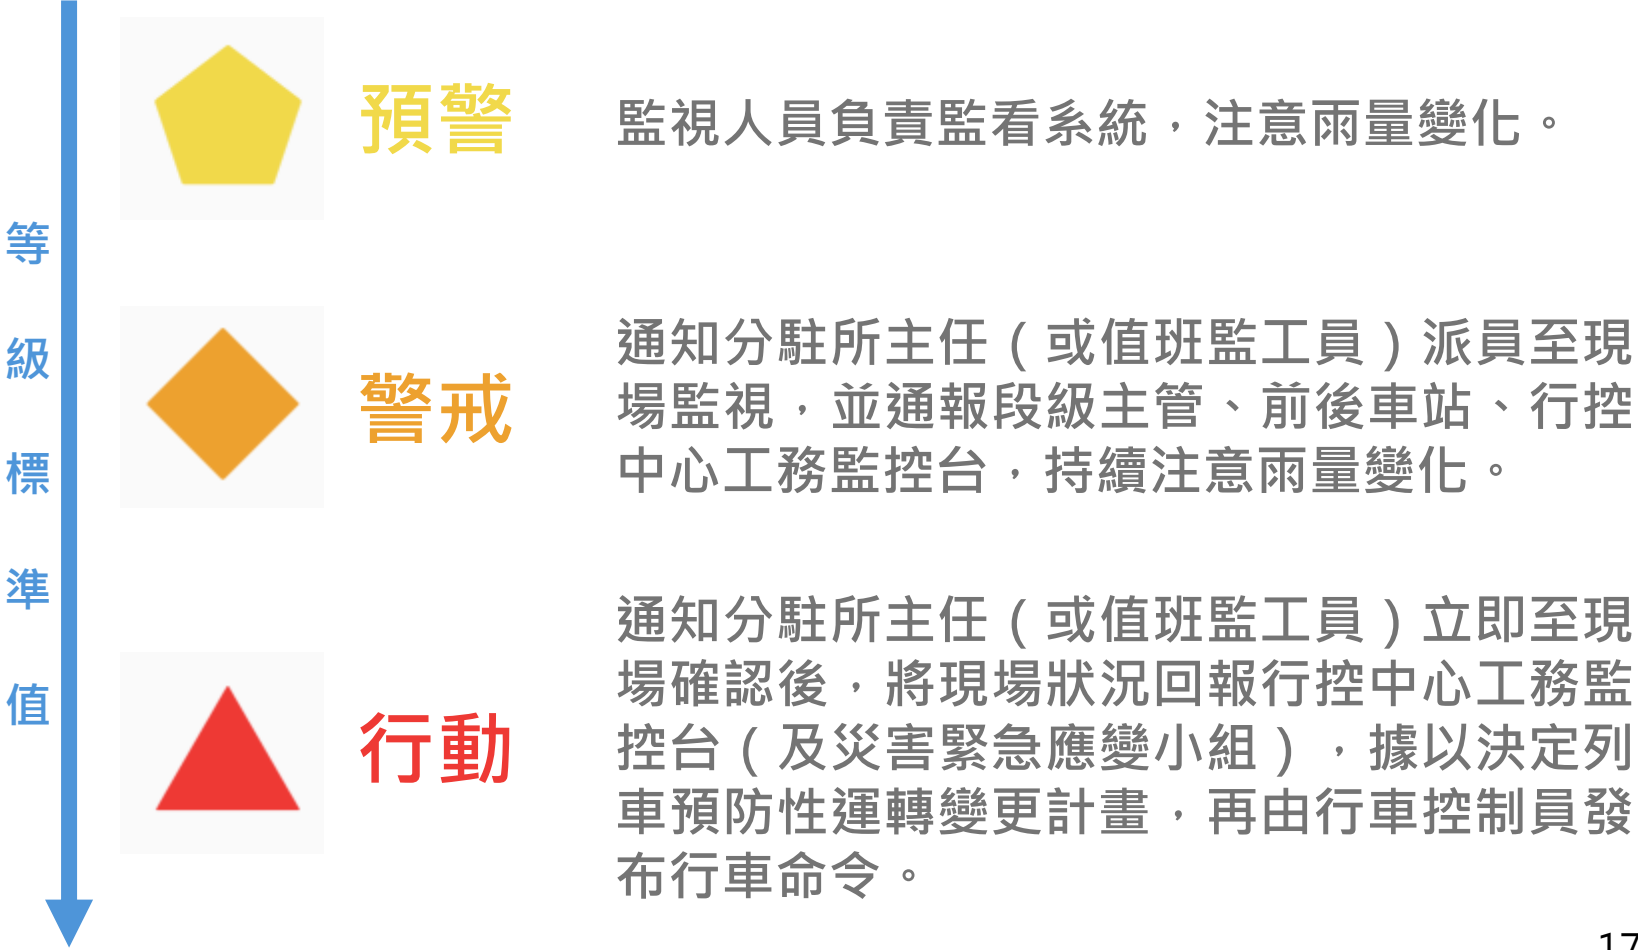 等級標準值
預警
監視人員負責監看系統，注意雨量變化。
警戒
通知分駐所主任（或值班監工員）派員至現
場監視，並通報段級主管、前後車站、行控
中心工務監控台，持續注意雨量變化。
行動
通知分駐所主任（或值班監工員）立即至現
場確認後，將現場狀況回報行控中心工務監
控台（及災害緊急應變小組），據以決定列
車預防性運轉變更計畫，再由行車控制員發
布行車命令。
17